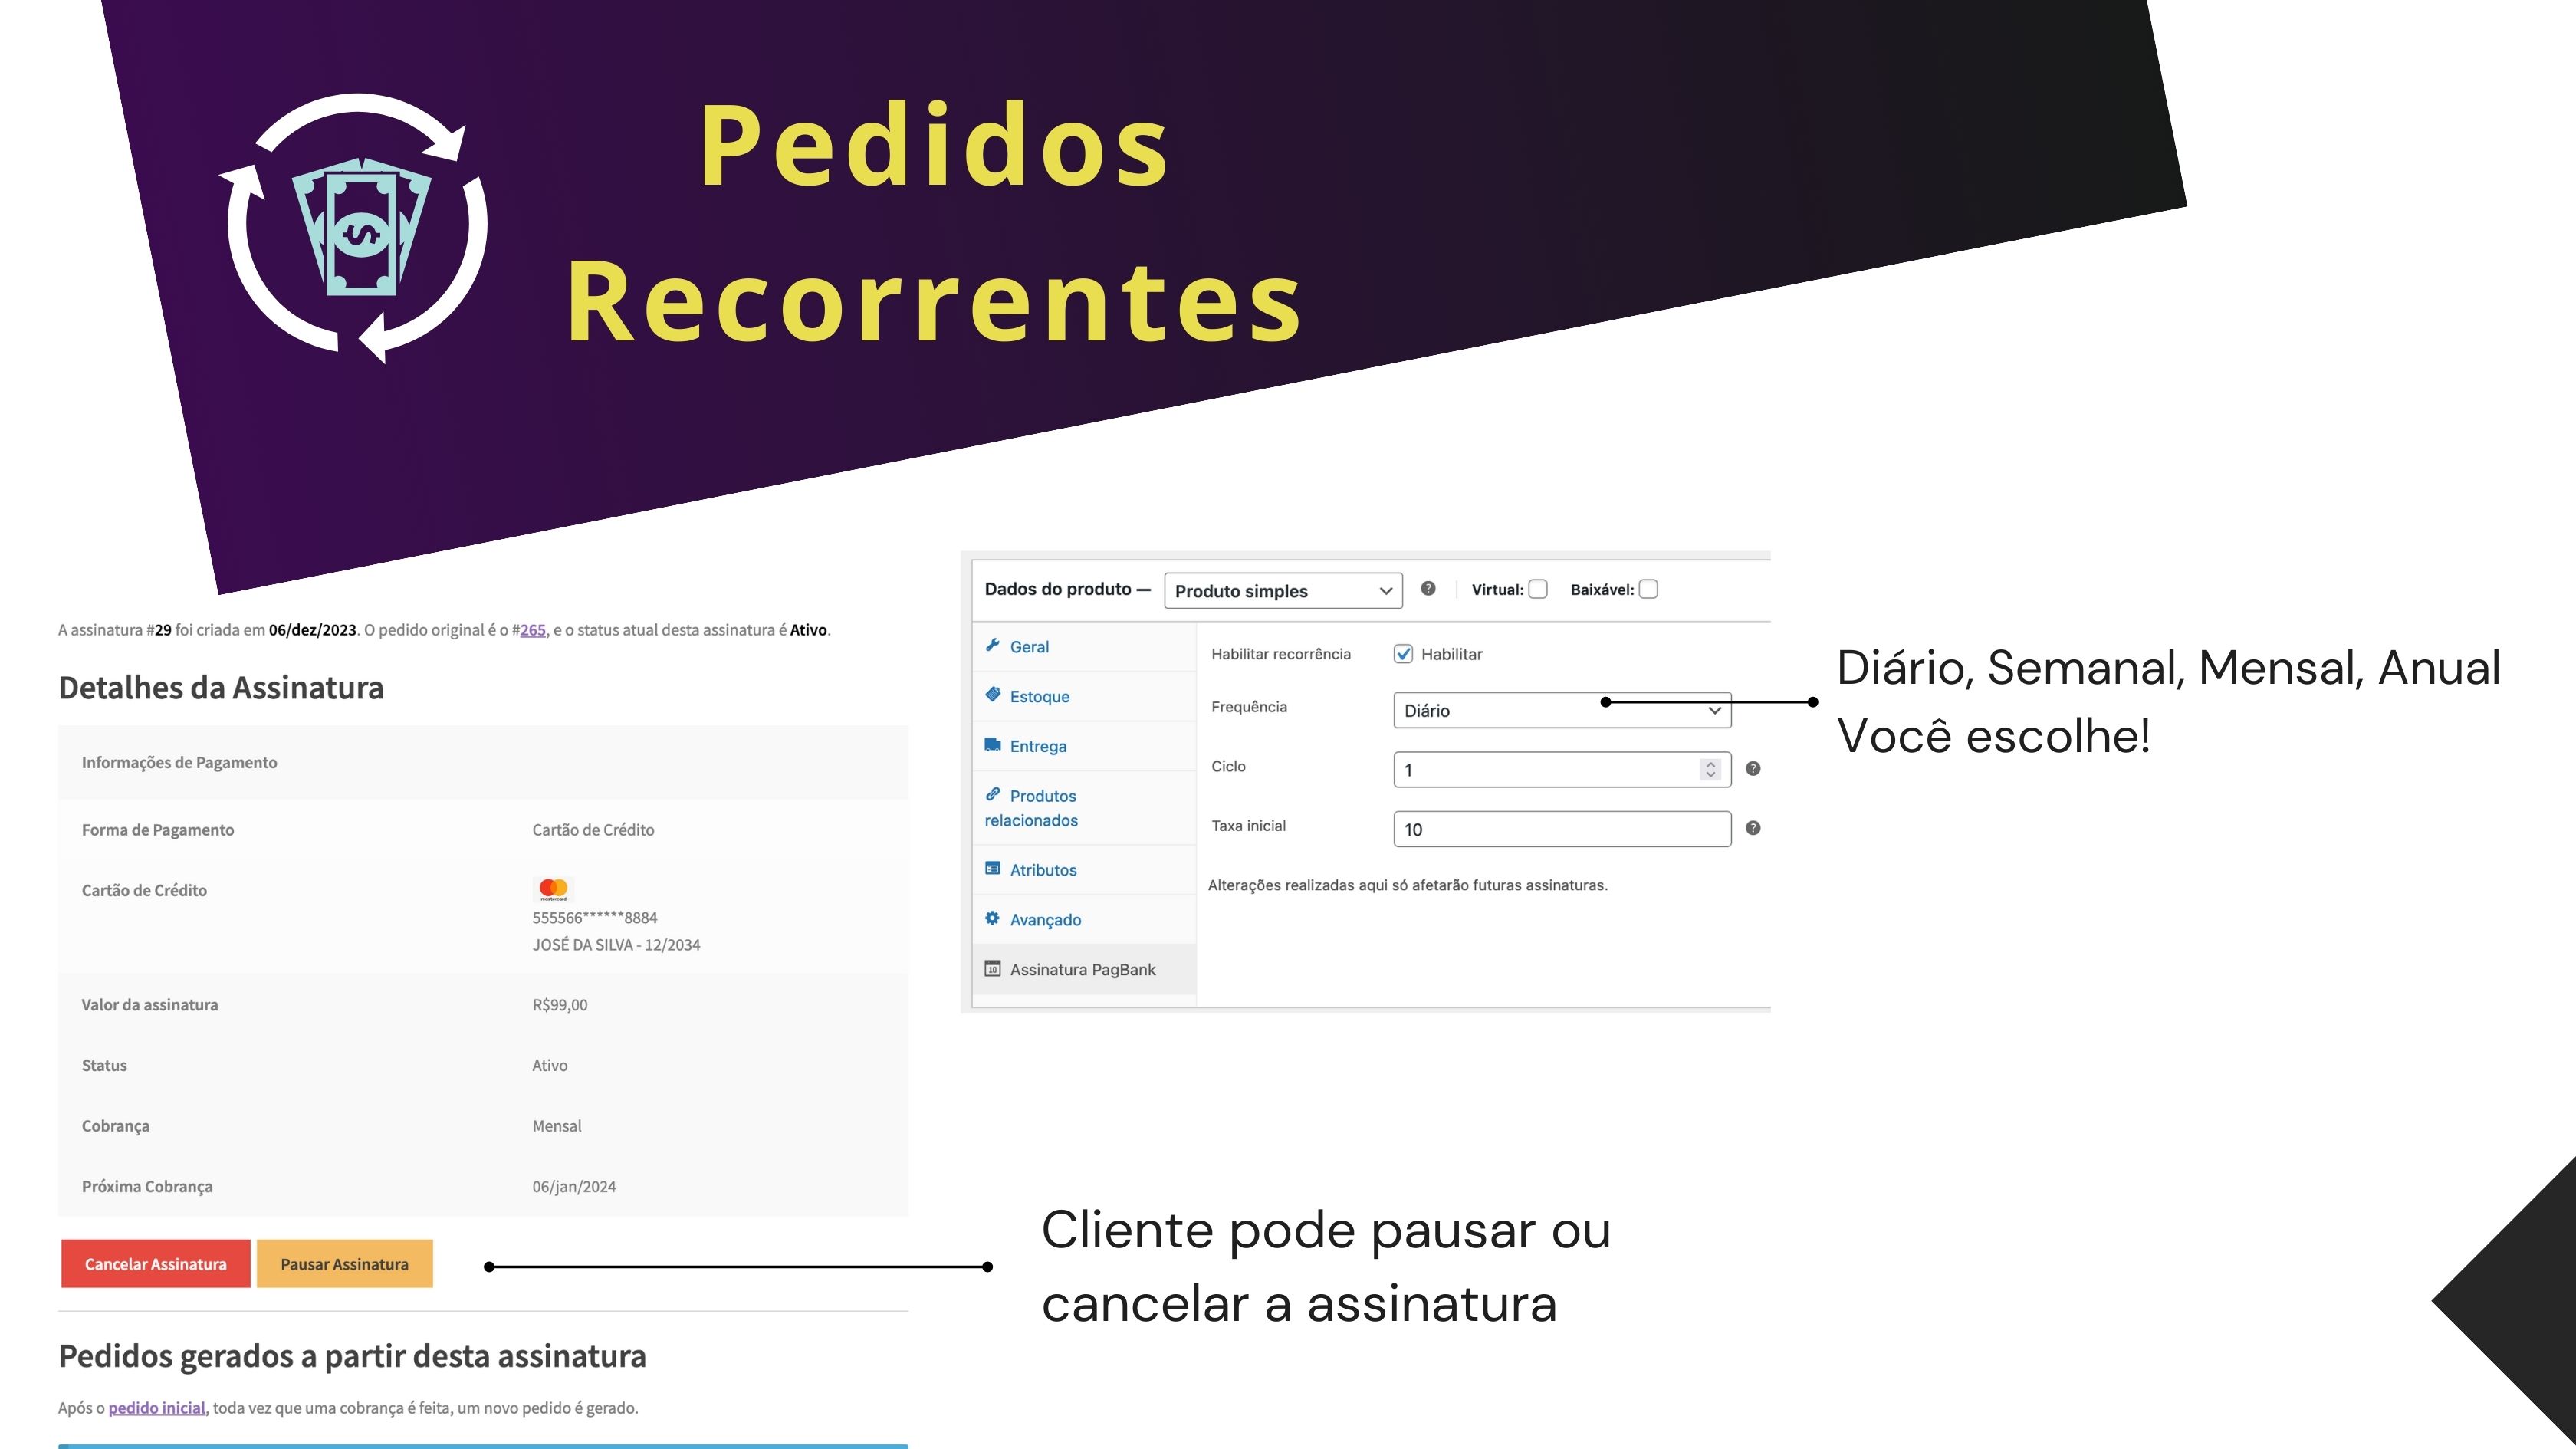 Pedidos
Recorrentes
A assinatura #29 foi criada em 06/dez/2023. O pedido original é o #265, e o status atual desta assinatura é Ativo.
Detalhes da Assinatura
Informações de Pagamento
Forma de Pagamento Cartão de Crédito
Cartão de Crédito
mastercard
555566******8884
JOSÉ DA SILVA - 12/2034
Valor da assinatura R$99,00
Status Ativo
Cobrança Mensal
Próxima Cobrança 06/jan/2024
Cancelar Assinatura Pausar Assinatura
Pedidos gerados a partir desta assinatura
Após o pedido inicial, toda vez que uma cobrança é feita, um novo pedido é gerado.
Dados do produto — Produto simples ? Virtual: Baixável:
Geral
Estoque
Entrega
Produtos
relacionados
Atributos
Avançado
10 Assinatura PagBank
Habilitar recorrência Habilitar
Frequência Diário
Ciclo 1 ?
Taxa inicial 10 ?
Alterações realizadas aqui só afetarão futuras assinaturas.
Diário, Semanal, Mensal, Anual
Você escolhe!
Cliente pode pausar ou
cancelar a assinatura